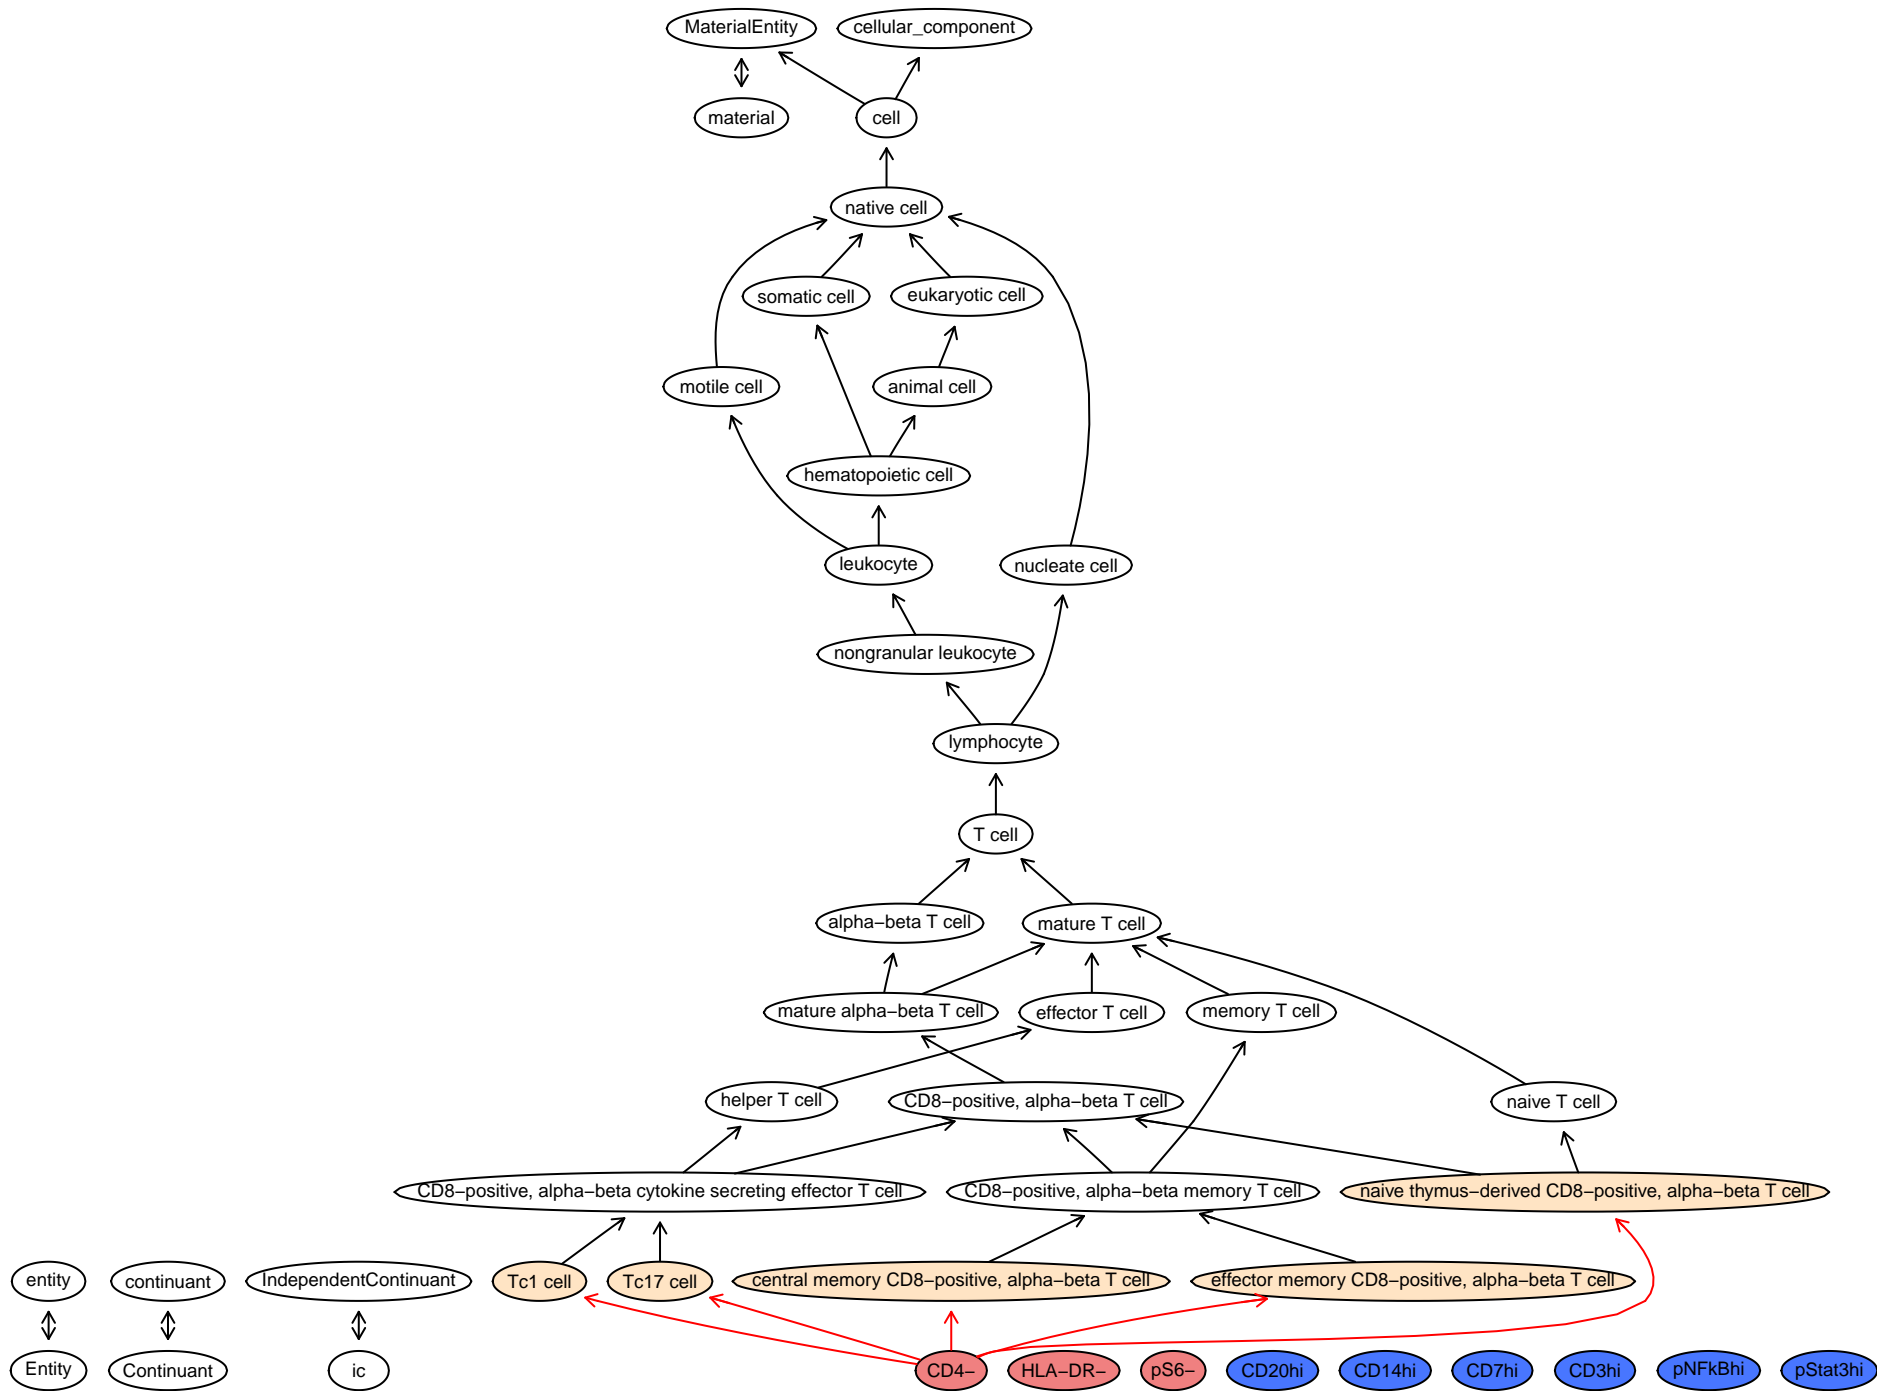 MaterialEntity
cellular_component
material
cell
native cell
somatic cell
eukaryotic cell
motile cell
animal cell
hematopoietic cell
leukocyte
nucleate cell
nongranular leukocyte
lymphocyte
T cell
alpha−beta T cell
mature T cell
mature alpha−beta T cell
effector T cell
memory T cell
helper T cell
CD8−positive, alpha−beta T cell
naive T cell
CD8−positive, alpha−beta cytokine secreting effector T cell
CD8−positive, alpha−beta memory T cell
naive thymus−derived CD8−positive, alpha−beta T cell
entity
continuant
IndependentContinuant
Tc1 cell
Tc17 cell
central memory CD8−positive, alpha−beta T cell
effector memory CD8−positive, alpha−beta T cell
Entity
Continuant
ic
CD4−
HLA−DR−
pS6−
CD20hi
CD14hi
CD7hi
CD3hi
pNFkBhi
pStat3hi